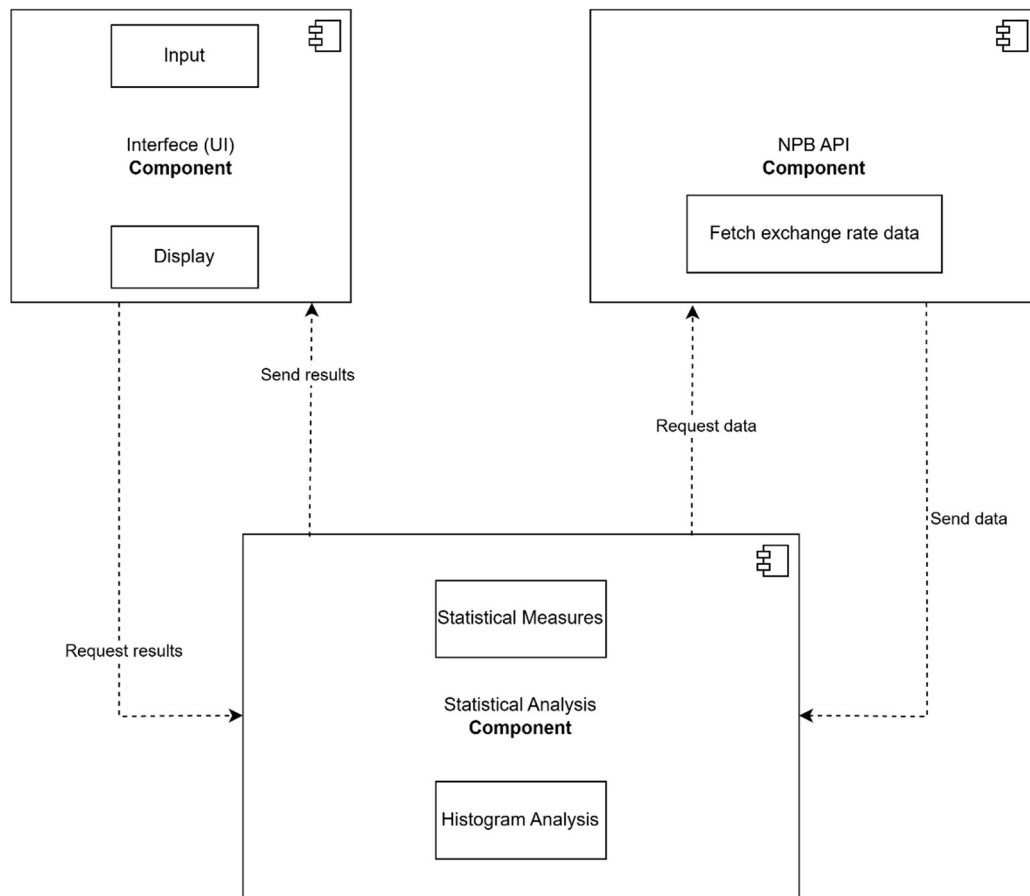 Input
Interfece (UI)
Component
Display
NPB API
Component
Fetch exchange rate data
Send results
Request data
Send data
Request results
Statistical Measures
Statistical Analysis
Component
Histogram Analysis